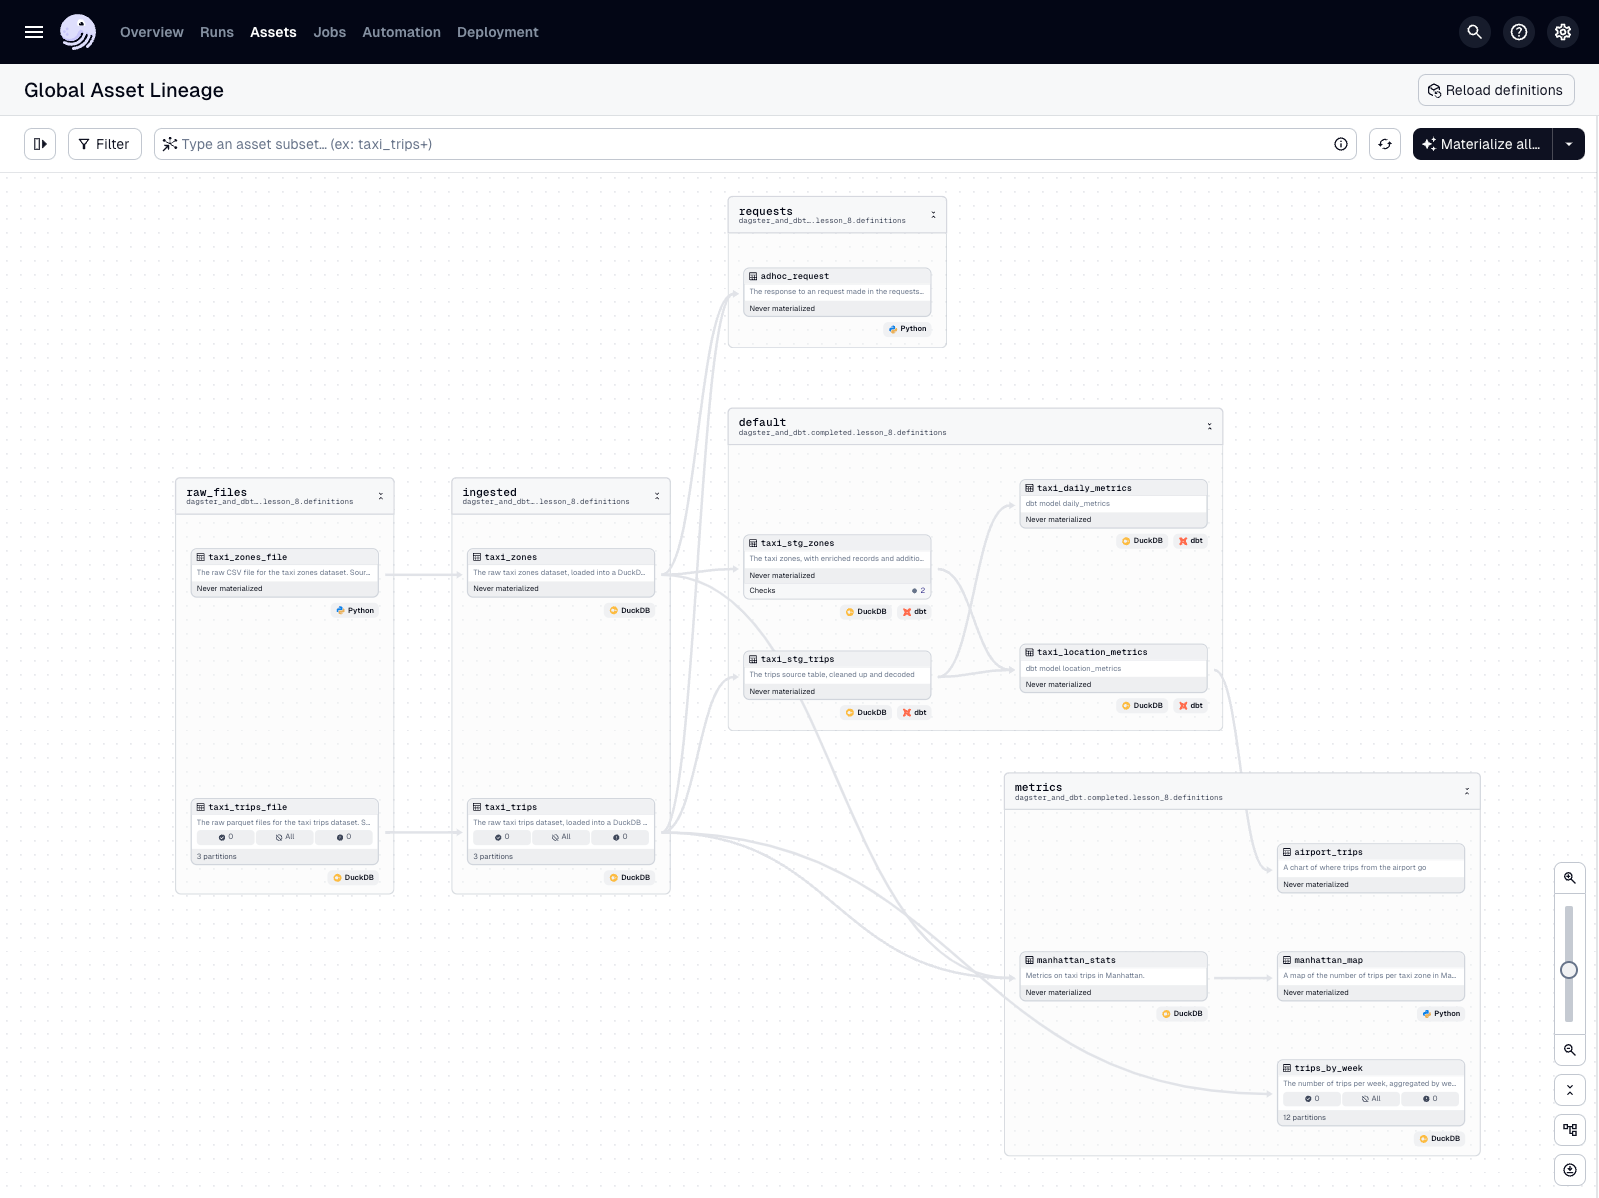 Overview Runs Assets Jobs Automation Deployment
Global Asset Lineage
Reload definitions
Filter
Type an asset subset… (ex: taxi_trips+)
Materialize all…
requests
dagster_and_dbt….lesson_8.definitions
adhoc_request
The response to an request made in the requests…
Never materialized
Python
default
dagster_and_dbt.completed.lesson_8.definitions
taxi_stg_zones
The taxi zones, with enriched records and additio…
Never materialized
Checks 2
DuckDB dbt
taxi_stg_trips
The trips source table, cleaned up and decoded
Never materialized
DuckDB dbt
taxi_daily_metrics
dbt model daily_metrics
Never materialized
DuckDB dbt
taxi_location_metrics
dbt model location_metrics
Never materialized
DuckDB dbt
raw_files
dagster_and_dbt….lesson_8.definitions
taxi_zones_file
The raw CSV file for the taxi zones dataset. Sour…
Never materialized
Python
taxi_trips_file
The raw parquet files for the taxi trips dataset. S…
0 All 0
3 partitions
DuckDB
ingested
dagster_and_dbt….lesson_8.definitions
taxi_zones
The raw taxi zones dataset, loaded into a DuckD…
Never materialized
DuckDB
taxi_trips
The raw taxi trips dataset, loaded into a DuckDB …
0 All 0
3 partitions
DuckDB
metrics
dagster_and_dbt.completed.lesson_8.definitions
airport_trips
A chart of where trips from the airport go
Never materialized
manhattan_stats
Metrics on taxi trips in Manhattan.
Never materialized
DuckDB
manhattan_map
A map of the number of trips per taxi zone in Ma…
Never materialized
Python
trips_by_week
The number of trips per week, aggregated by we…
0 All 0
12 partitions
DuckDB